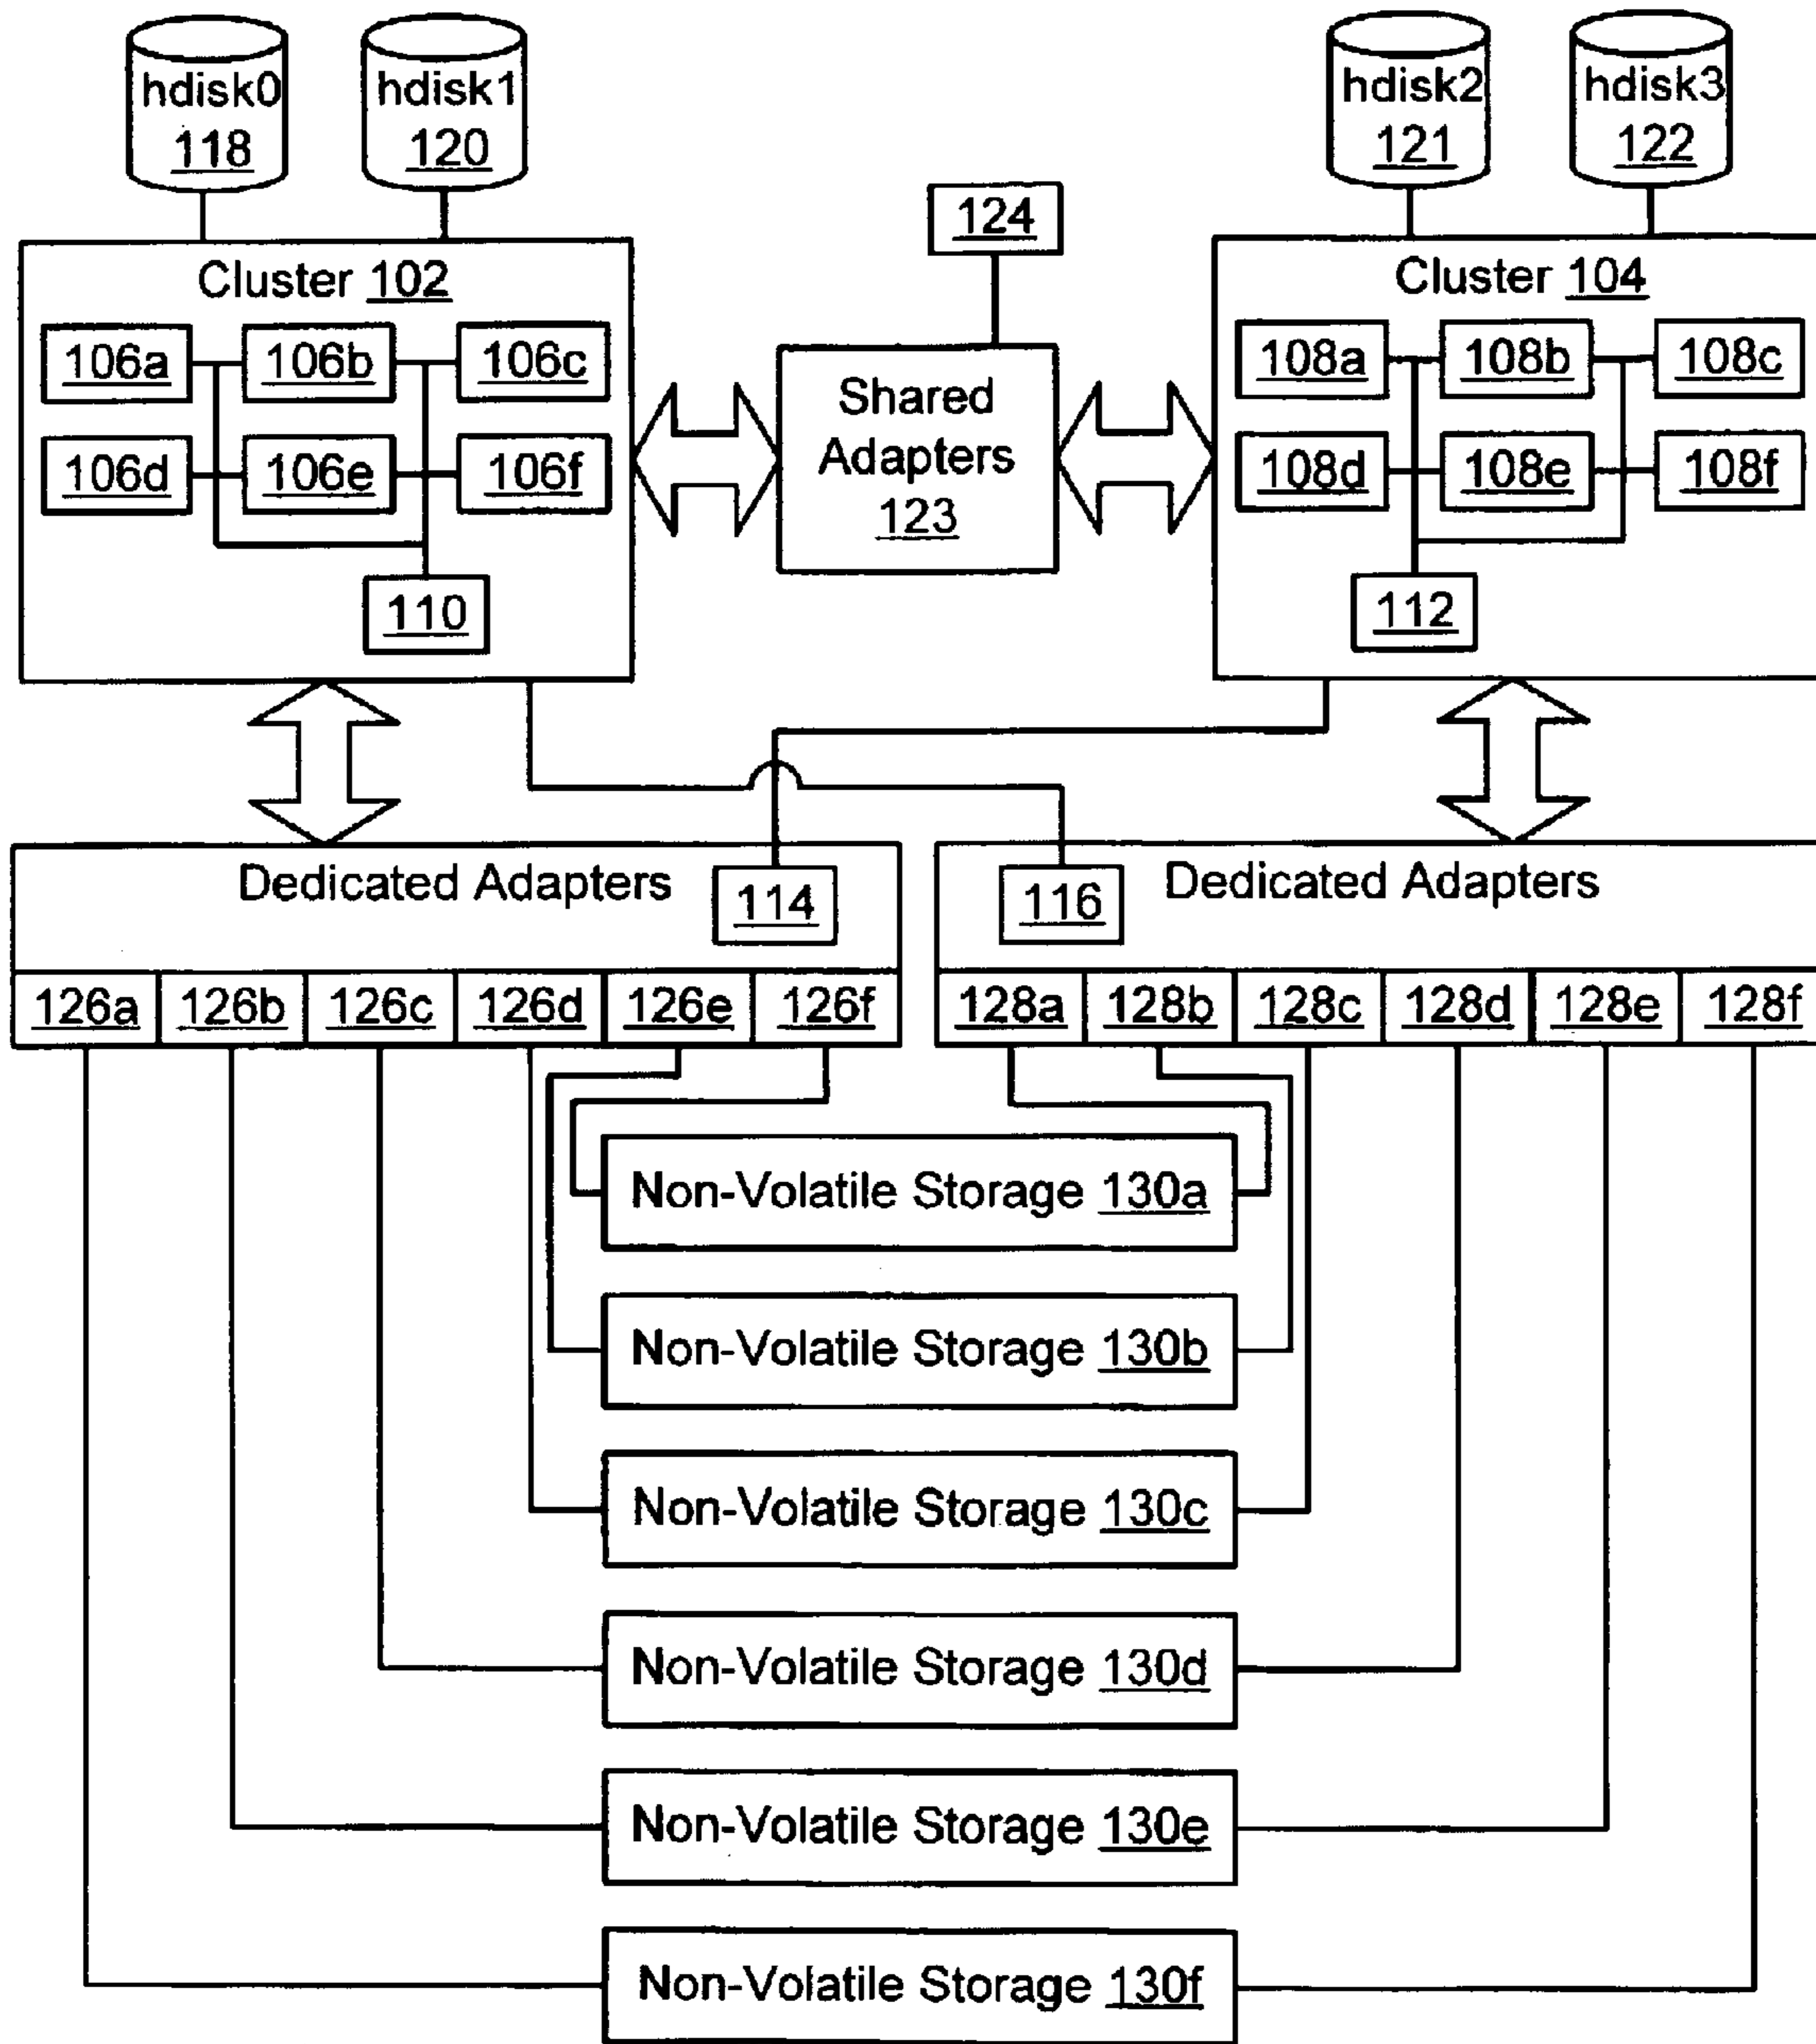 hdisk0
118
hdisk1
120
hdisk2
121
hdisk3
122
124
Cluster 102
106a 106b 106c
106d 106e 106f
110
Shared
Adapters
123
Cluster 104
108a 108b 108c
108d 108e 108f
112
Dedicated Adapters
114
126a 126b 126c 126d 126e 126f
116
Dedicated Adapters
128a 128b 128c 128d 128e 128f
Non-Volatile Storage 130a
Non-Volatile Storage 130b
Non-Volatile Storage 130c
Non-Volatile Storage 130d
Non-Volatile Storage 130e
Non-Volatile Storage 130f